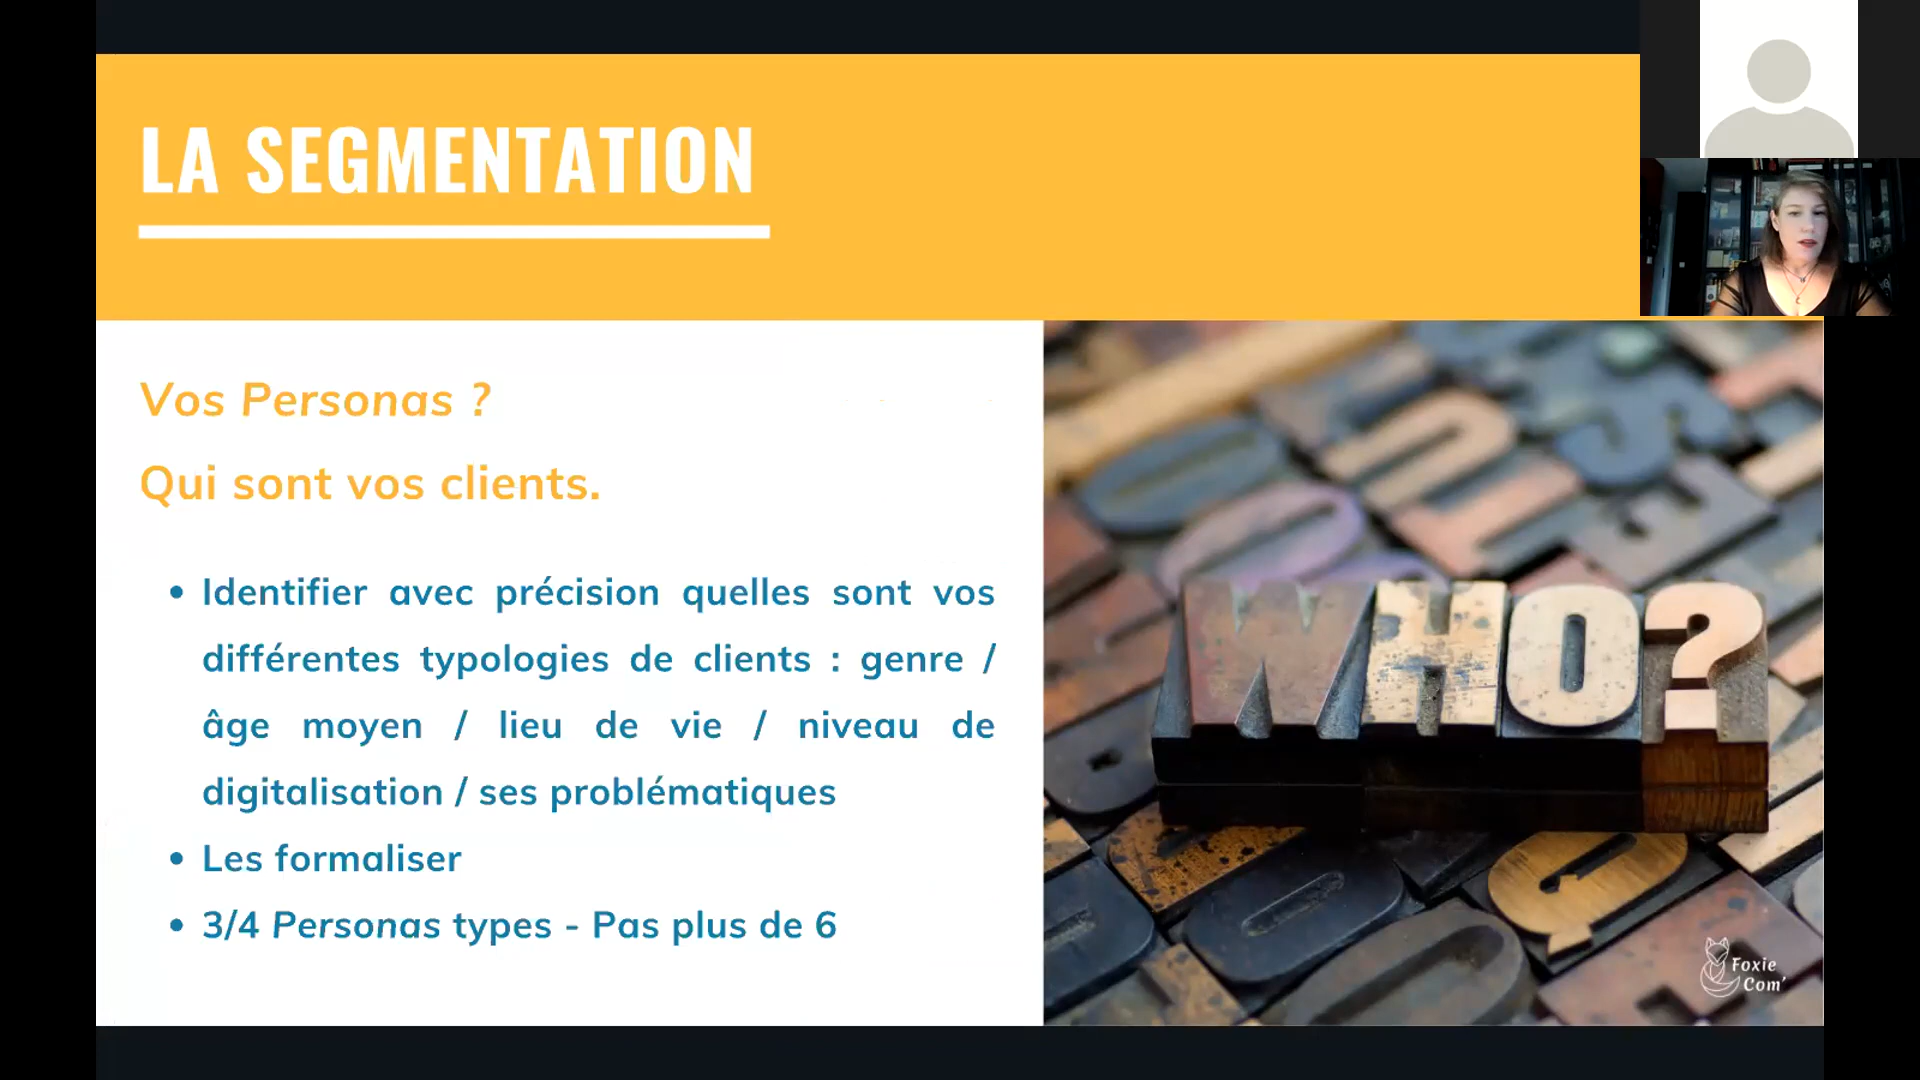 LA SEGMENTATION
Vos Personas ?
Qui sont vos clients.
• Identifier avec précision quelles sont vos
différentes typologies de clients : genre /
âge moyen / lieu de vie / niveau de
digitalisation / ses problématiques
• Les formaliser
• 3/4 Personas types - Pas plus de 6
WHO?
Foxie
Com'